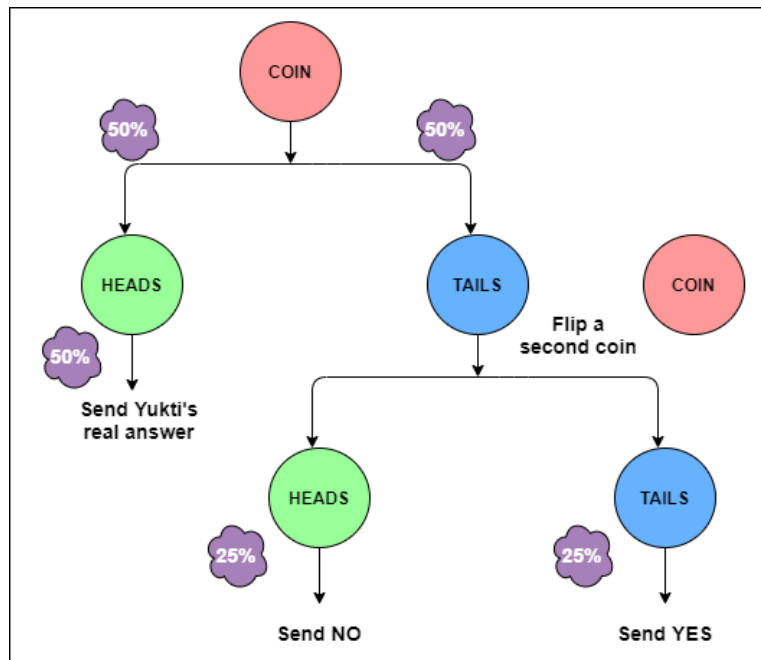 COIN
50%
50%
HEADS
TAILS
COIN
Flip a
second coin
50%
Send Yukti's
real answer
HEADS
TAILS
25%
25%
Send NO
Send YES